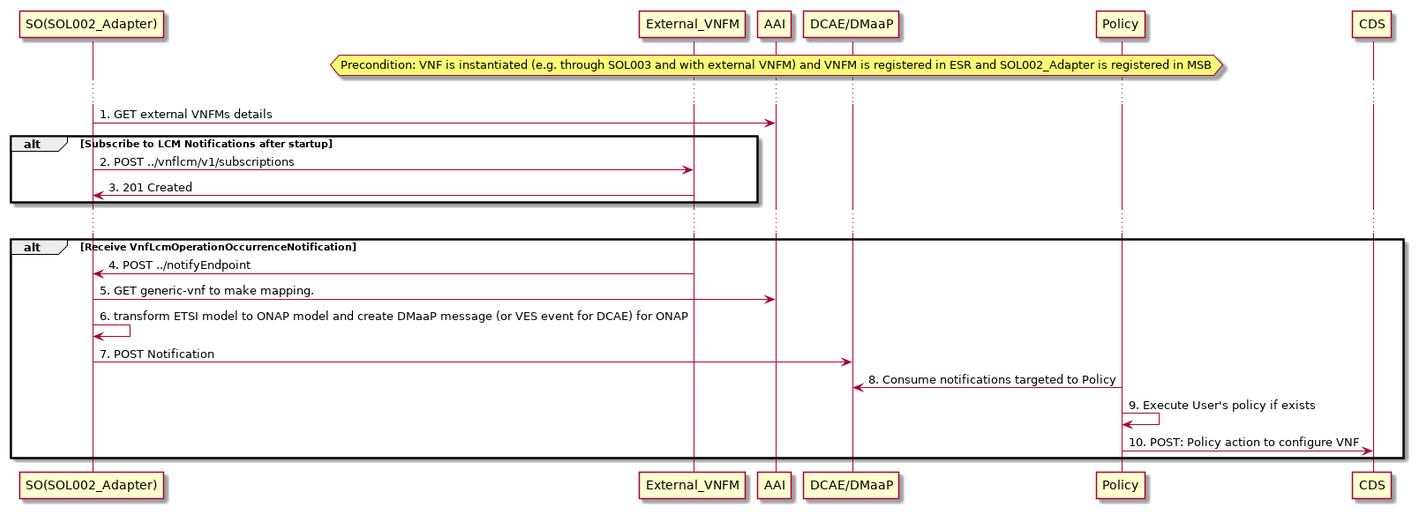 SO(SOL002_Adapter)
External_VNFM
AAI
DCAE/DMaaP
Policy
CDS
Precondition: VNF is instantiated (e.g. through SOL003 and with external VNFM) and VNFM is registered in ESR and SOL002_Adapter is registered in MSB
1. GET external VNFMs details
alt
[Subscribe to LCM Notifications after startup]
2. POST ../vnflcm/v1/subscriptions
3. 201 Created
alt
[Receive VnfLcmOperationOccurrenceNotification]
4. POST ../notifyEndpoint
5. GET generic-vnf to make mapping.
6. transform ETSI model to ONAP model and create DMaaP message (or VES event for DCAE) for ONAP
7. POST Notification
8. Consume notifications targeted to Policy
9. Execute User's policy if exists
10. POST: Policy action to configure VNF
SO(SOL002_Adapter)
External_VNFM
AAI
DCAE/DMaaP
Policy
CDS